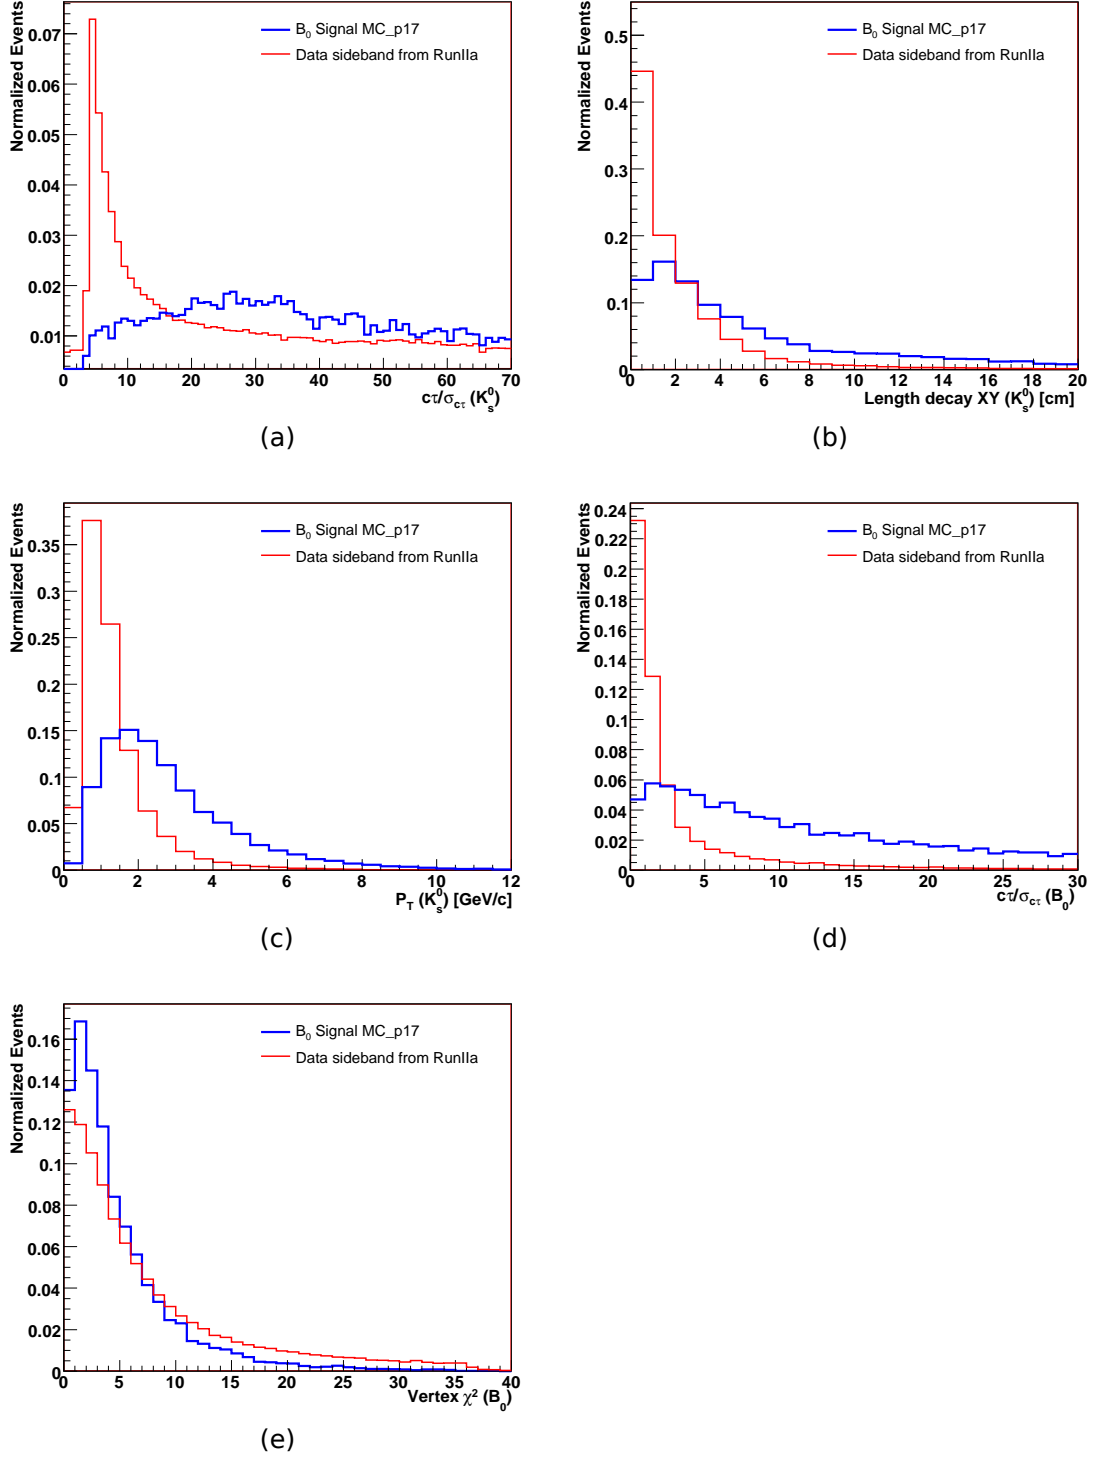 Normalized Events
B₀ Signal MC_p17
Data sideband from RunIIa
0.07
0.06
0.05
0.04
0.03
0.02
0.01
0 10 20 30 40 50 60 70
cτ/σ_cτ (K⁰ₛ)
(a)
Normalized Events
B₀ Signal MC_p17
Data sideband from RunIIa
0.5
0.4
0.3
0.2
0.1
0
0 2 4 6 8 10 12 14 16 18 20
Length decay XY (K⁰ₛ) [cm]
(b)
Normalized Events
B₀ Signal MC_p17
Data sideband from RunIIa
0.35
0.3
0.25
0.2
0.15
0.1
0.05
0
0 2 4 6 8 10 12
P_T (K⁰ₛ) [GeV/c]
(c)
Normalized Events
B₀ Signal MC_p17
Data sideband from RunIIa
0.24
0.22
0.2
0.18
0.16
0.14
0.12
0.1
0.08
0.06
0.04
0.02
0
0 5 10 15 20 25 30
cτ/σ_cτ (B₀)
(d)
Normalized Events
B₀ Signal MC_p17
Data sideband from RunIIa
0.16
0.14
0.12
0.1
0.08
0.06
0.04
0.02
0
0 5 10 15 20 25 30 35 40
Vertex χ² (B₀)
(e)